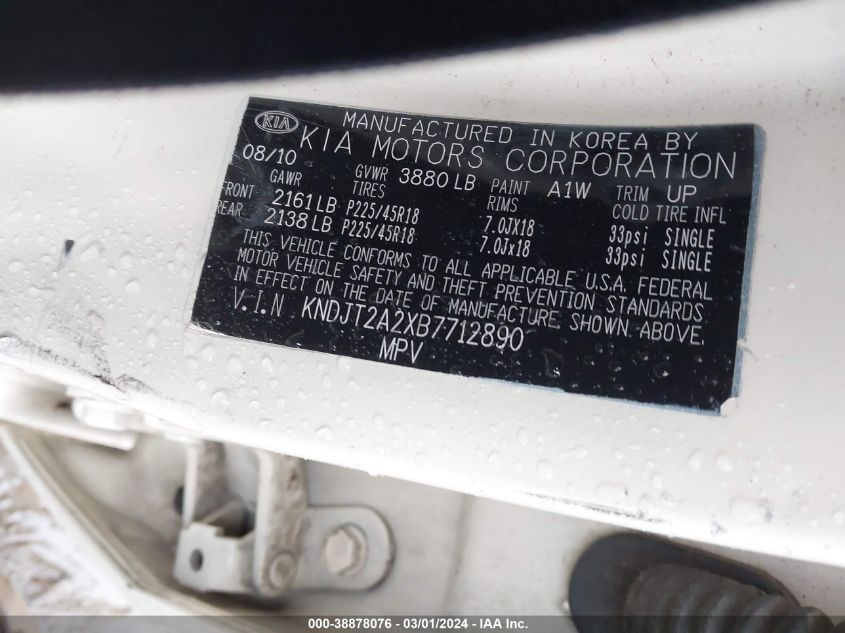 KIA MANUFACTURED IN KOREA BY
KIA MOTORS CORPORATION
08/10 GVWR 3880 LB PAINT A1W TRIM UP
GAWR TIRES RIMS COLD TIRE INFL
FRONT 2161 LB P225/45R18 7.0JX18 33psi SINGLE
REAR 2138 LB P225/45R18 7.0Jx18 33psi SINGLE
THIS VEHICLE CONFORMS TO ALL APPLICABLE U.S.A. FEDERAL
MOTOR VEHICLE SAFETY AND THEFT PREVENTION STANDARDS
IN EFFECT ON THE DATE OF MANUFACTURE SHOWN ABOVE.
V.I.N KNDJT2A2XB7712890
MPV
000-38878076 - 03/01/2024 - IAA Inc.